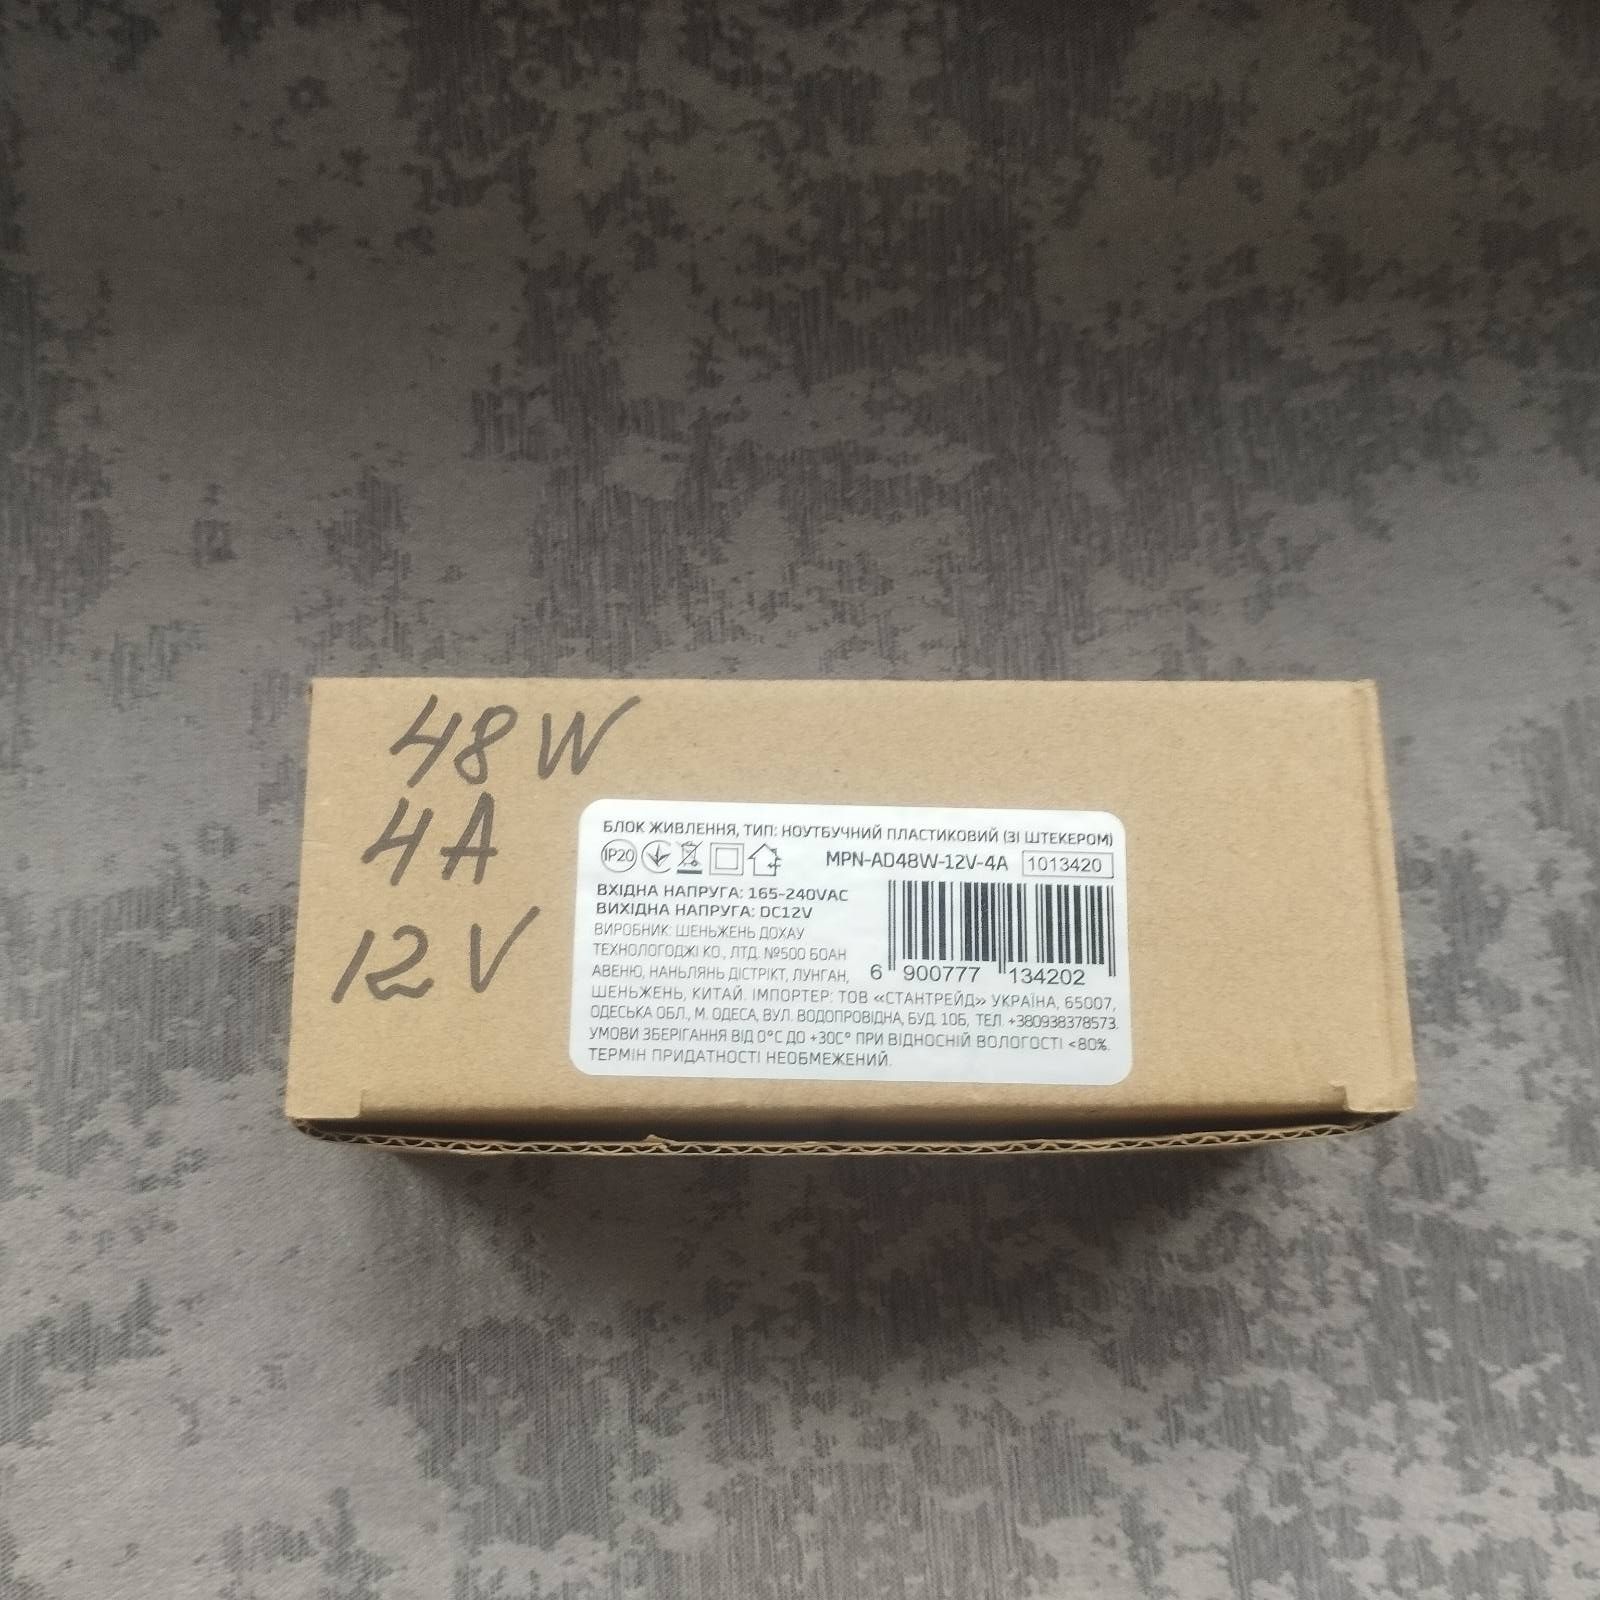 48W
4A
12V
БЛОК ЖИВЛЕННЯ, ТИП: НОУТБУЧНИЙ ПЛАСТИКОВИЙ (ЗІ ШТЕКЕРОМ)
IP20 MPN-AD48W-12V-4A 1013420
ВХІДНА НАПРУГА: 165-240VAC
ВИХІДНА НАПРУГА: DC12V
ВИРОБНИК: ШЕНЬЖЕНЬ ДОХАУ
ТЕХНОЛОГОДЖІ КО., ЛТД. №500 БОАН
АВЕНЮ, НАНЬЛЯНЬ ДІСТРІКТ, ЛУНГАН,
6 900777 134202
ШЕНЬЖЕНЬ, КИТАЙ. ІМПОРТЕР: ТОВ «СТАНТРЕЙД» УКРАЇНА, 65007,
ОДЕСЬКА ОБЛ., М. ОДЕСА, ВУЛ. ВОДОПРОВІДНА, БУД. 10Б, ТЕЛ. +380938378573.
УМОВИ ЗБЕРІГАННЯ ВІД 0°C ДО +30C° ПРИ ВІДНОСНІЙ ВОЛОГОСТІ <80%.
ТЕРМІН ПРИДАТНОСТІ НЕОБМЕЖЕНИЙ.